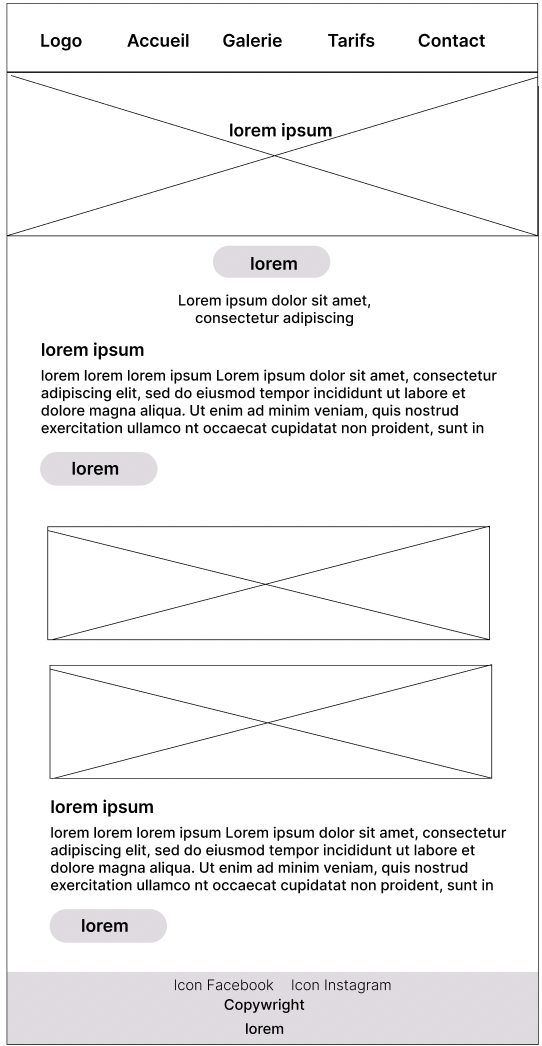 Logo Accueil Galerie Tarifs Contact
lorem ipsum
lorem
Lorem ipsum dolor sit amet,
consectetur adipiscing
lorem ipsum
lorem lorem lorem ipsum Lorem ipsum dolor sit amet, consectetur
adipiscing elit, sed do eiusmod tempor incididunt ut labore et
dolore magna aliqua. Ut enim ad minim veniam, quis nostrud
exercitation ullamco nt occaecat cupidatat non proident, sunt in
lorem
lorem ipsum
lorem lorem lorem ipsum Lorem ipsum dolor sit amet, consectetur
adipiscing elit, sed do eiusmod tempor incididunt ut labore et
dolore magna aliqua. Ut enim ad minim veniam, quis nostrud
exercitation ullamco nt occaecat cupidatat non proident, sunt in
lorem
Icon Facebook Icon Instagram
Copywright
lorem